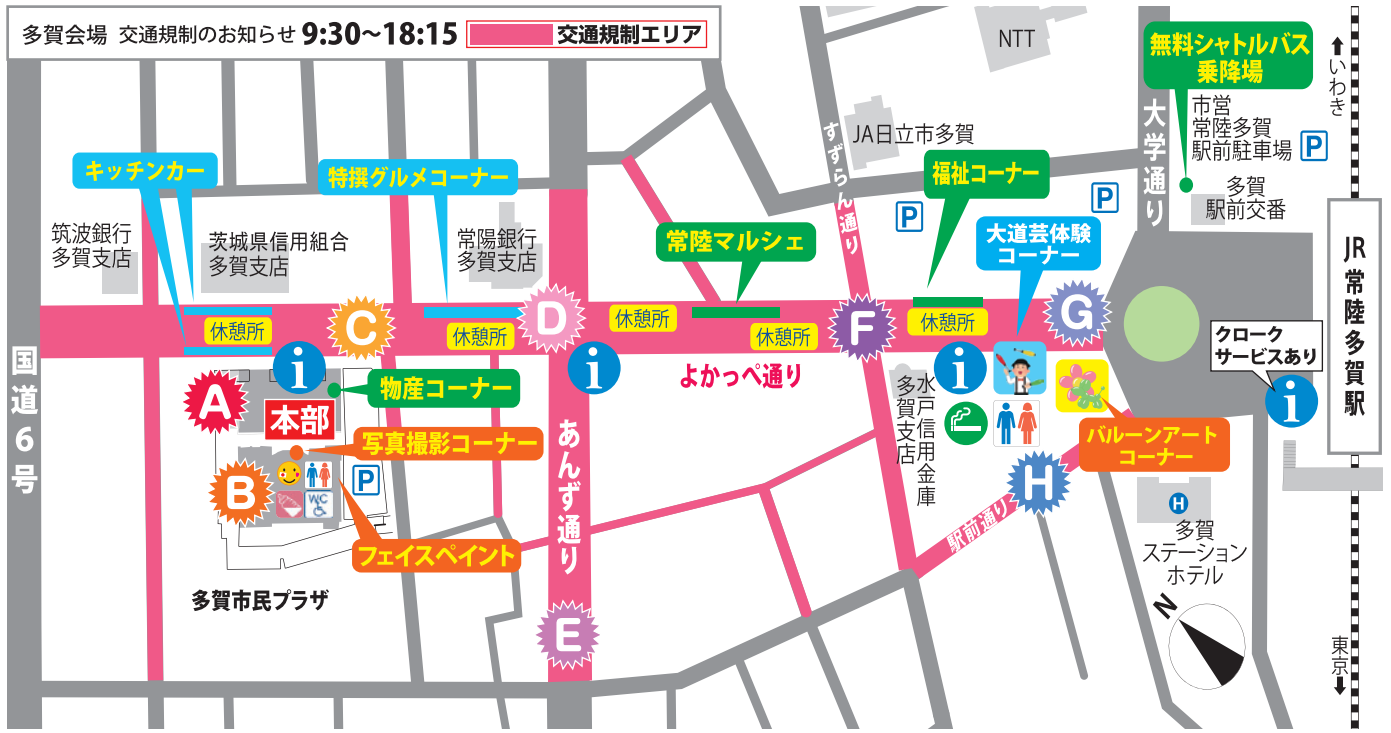 多賀会場 交通規制のお知らせ 9:30〜18:15 交通規制エリア
NTT
無料シャトルバス
乗降場
いわき
市営
常陸多賀
駅前駐車場
P
大学通り
すずらん通り
JA日立市多賀
キッチンカー
特撰グルメコーナー
福祉コーナー
多賀
駅前交番
P
P
筑波銀行
多賀支店
茨城県信用組合
多賀支店
常陽銀行
多賀支店
常陸マルシェ
大道芸体験
コーナー
JR常陸多賀駅
休憩所
C
休憩所
D
休憩所
休憩所
F
休憩所
G
クローク
サービスあり
国道6号
i
i
よかっぺ通り
i
i
A
物産コーナー
本部
水戸信用金庫
多賀支店
写真撮影コーナー
あんず通り
バルーンアート
コーナー
B
WC
P
H
H
フェイスペイント
駅前通り
多賀
ステーション
ホテル
多賀市民プラザ
N
E
東京